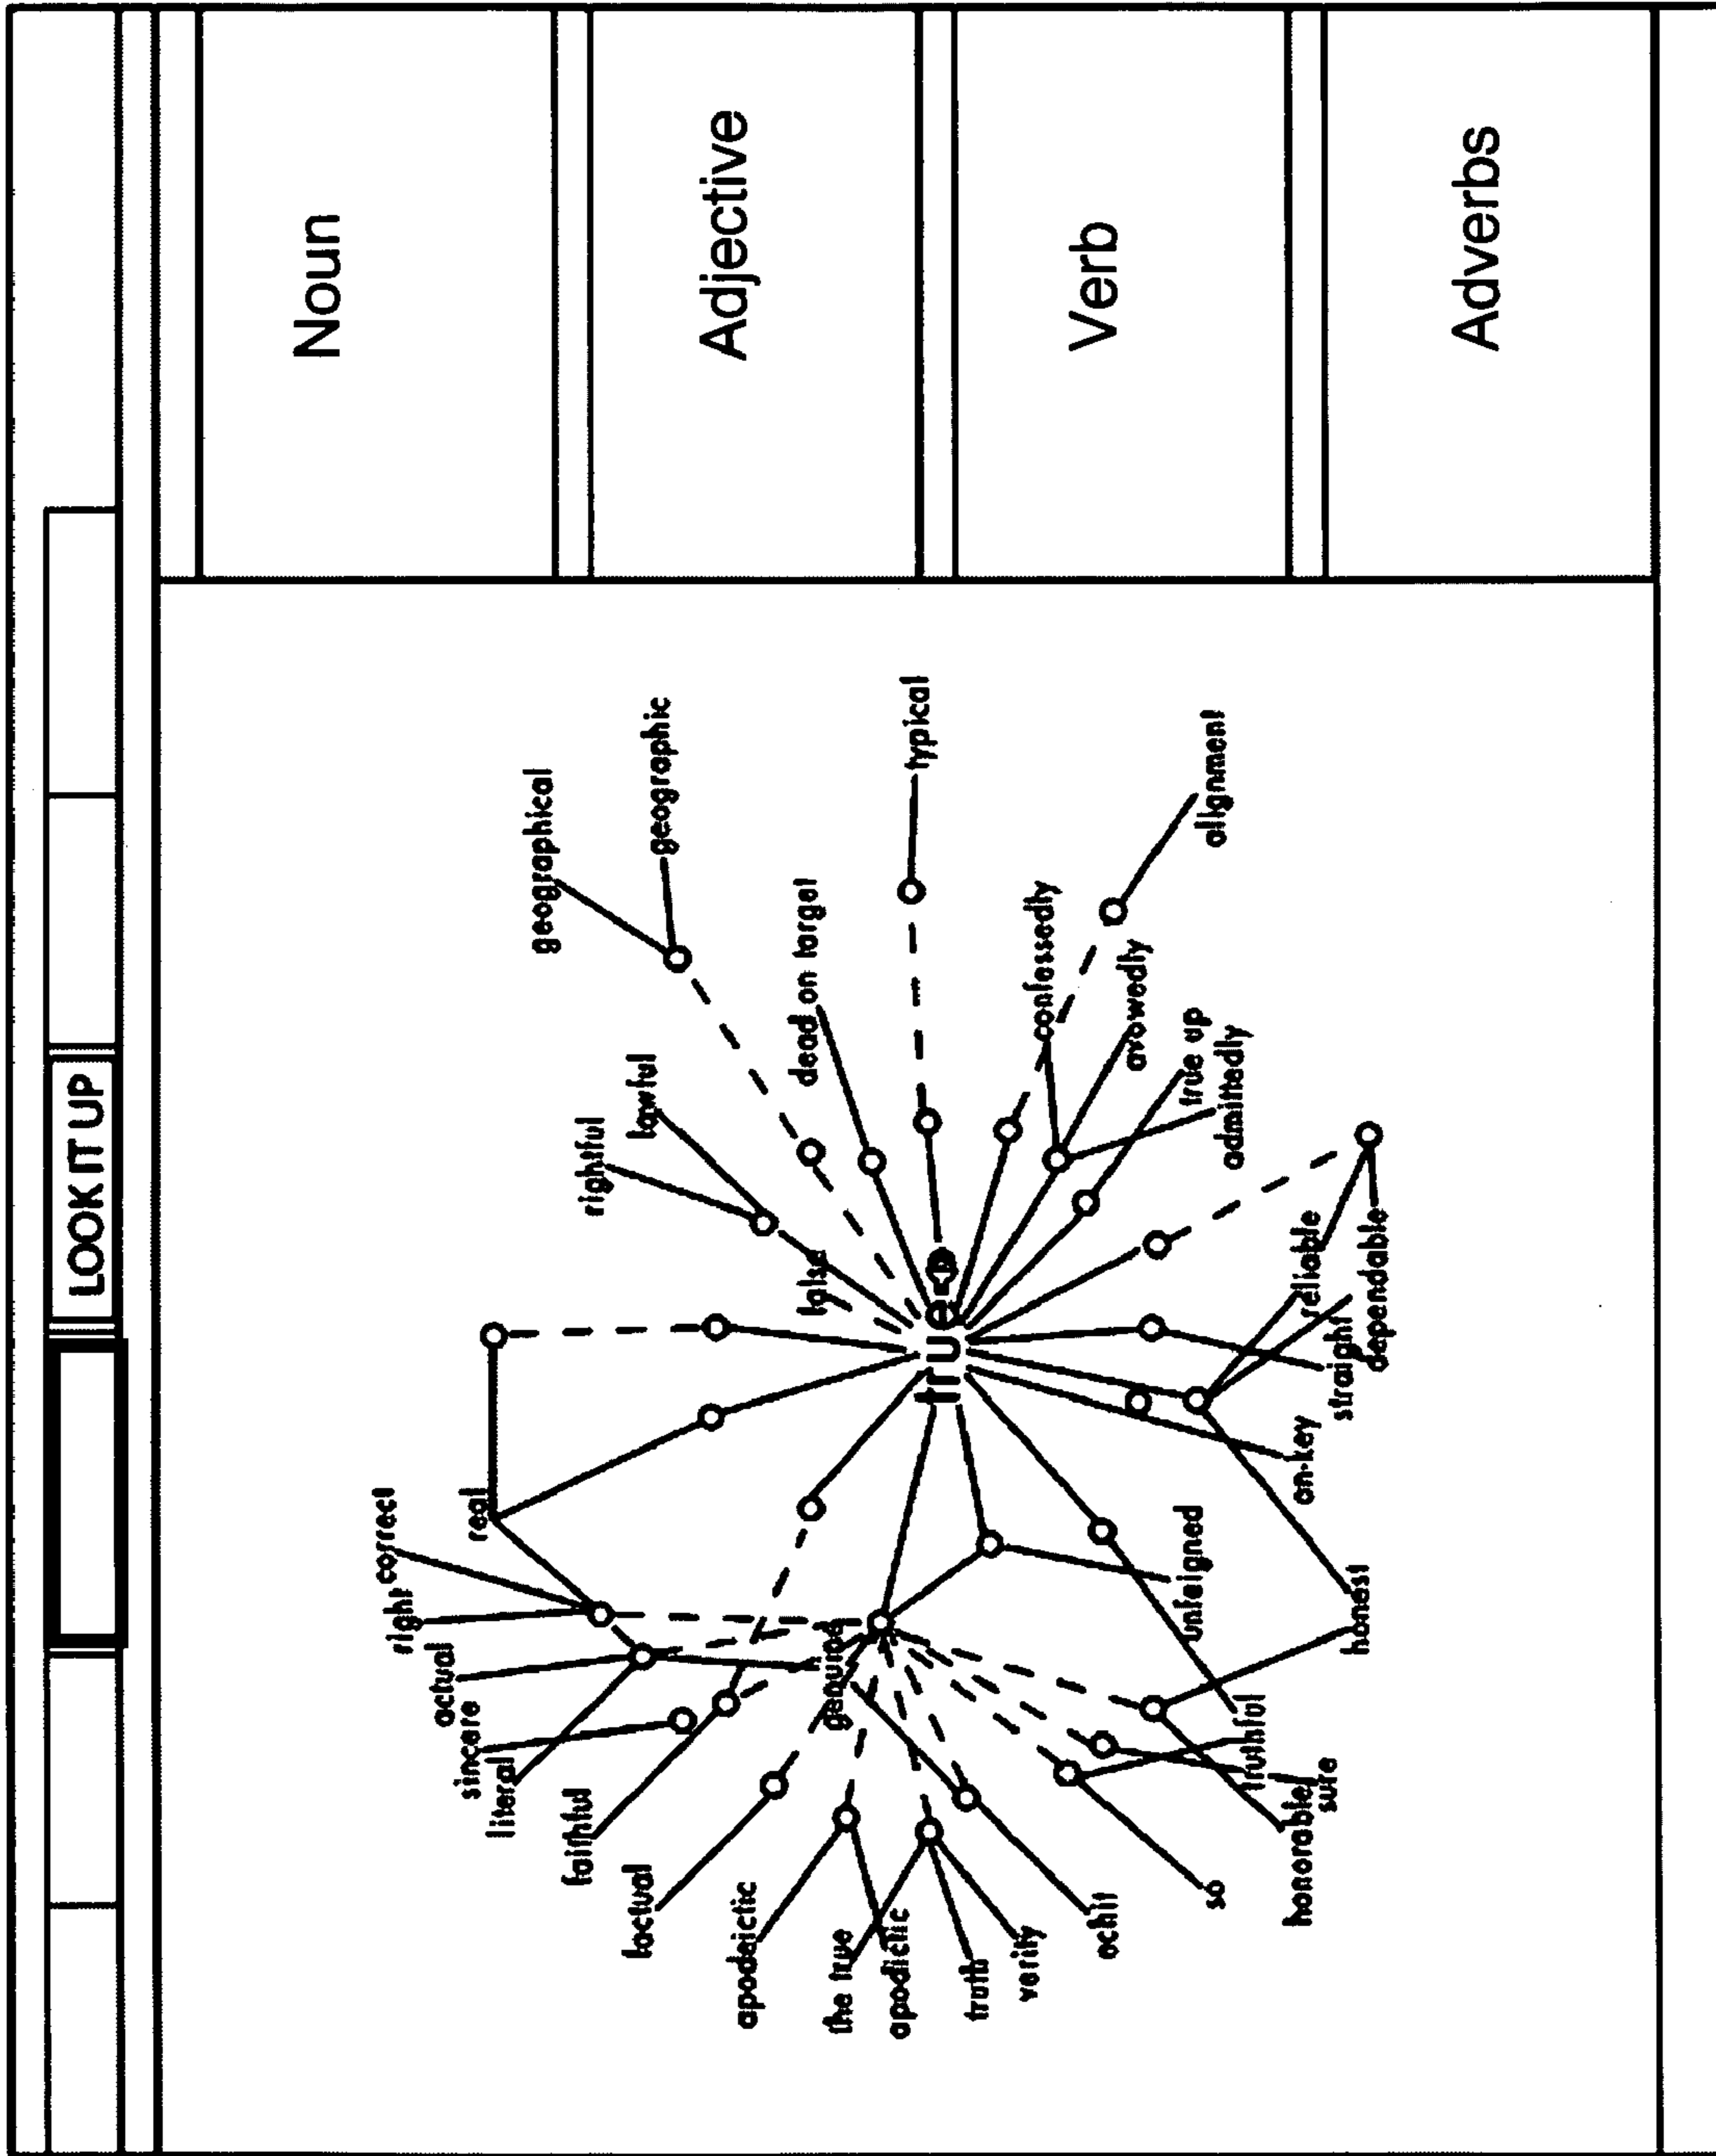 LOOK IT UP
Noun
Adjective
Verb
Adverbs
correct
right
real
actual
sincere
literal
faithful
factual
apodeictic
the true
apodictic
truth
verity
echt
so
honorable
sure
truthful
honest
unfeigned
genuine
on-key
straight
dependable
reliable
true
false
rightful
lawful
geographical
geographic
dead on target
typical
confessedly
avowedly
true up
admittedly
alignment